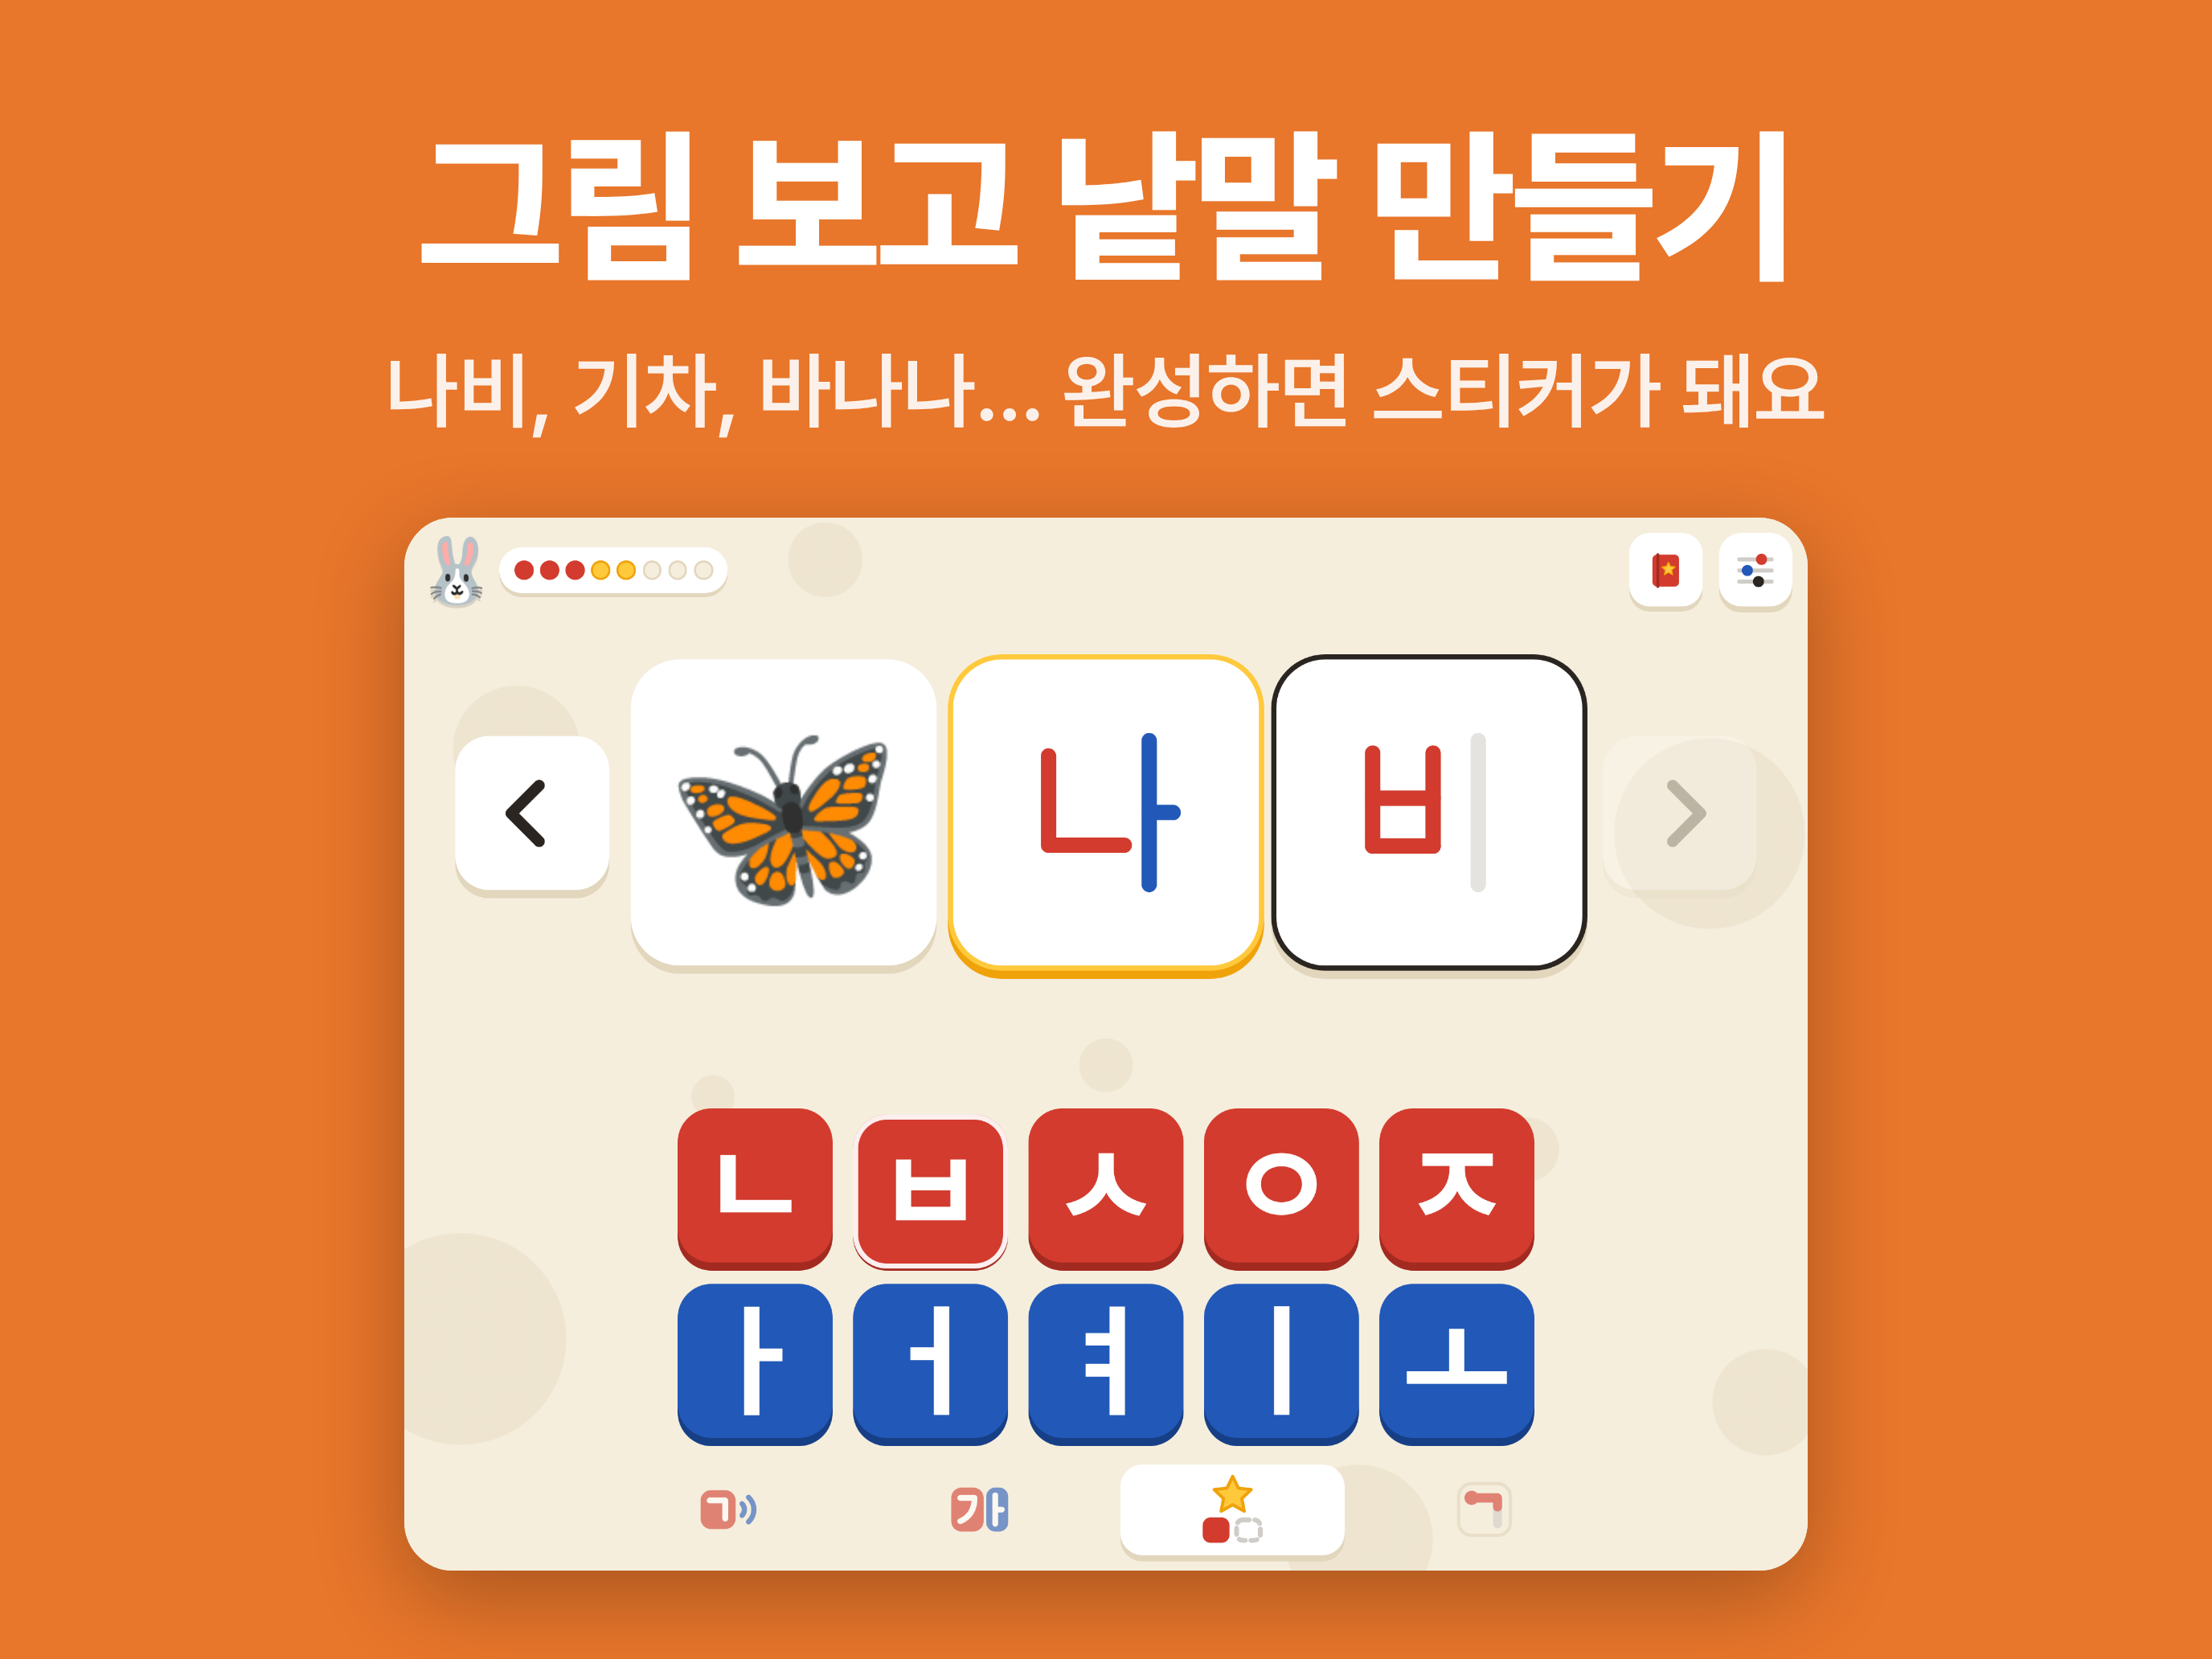 그림 보고 낱말 만들기
나비, 기차, 바나나... 완성하면 스티커가 돼요
나 비
ㄴ ㅂ ㅅ ㅇ ㅈ
ㅏ ㅓ ㅕ ㅣ ㅗ
ㄱ 가 ㄱ